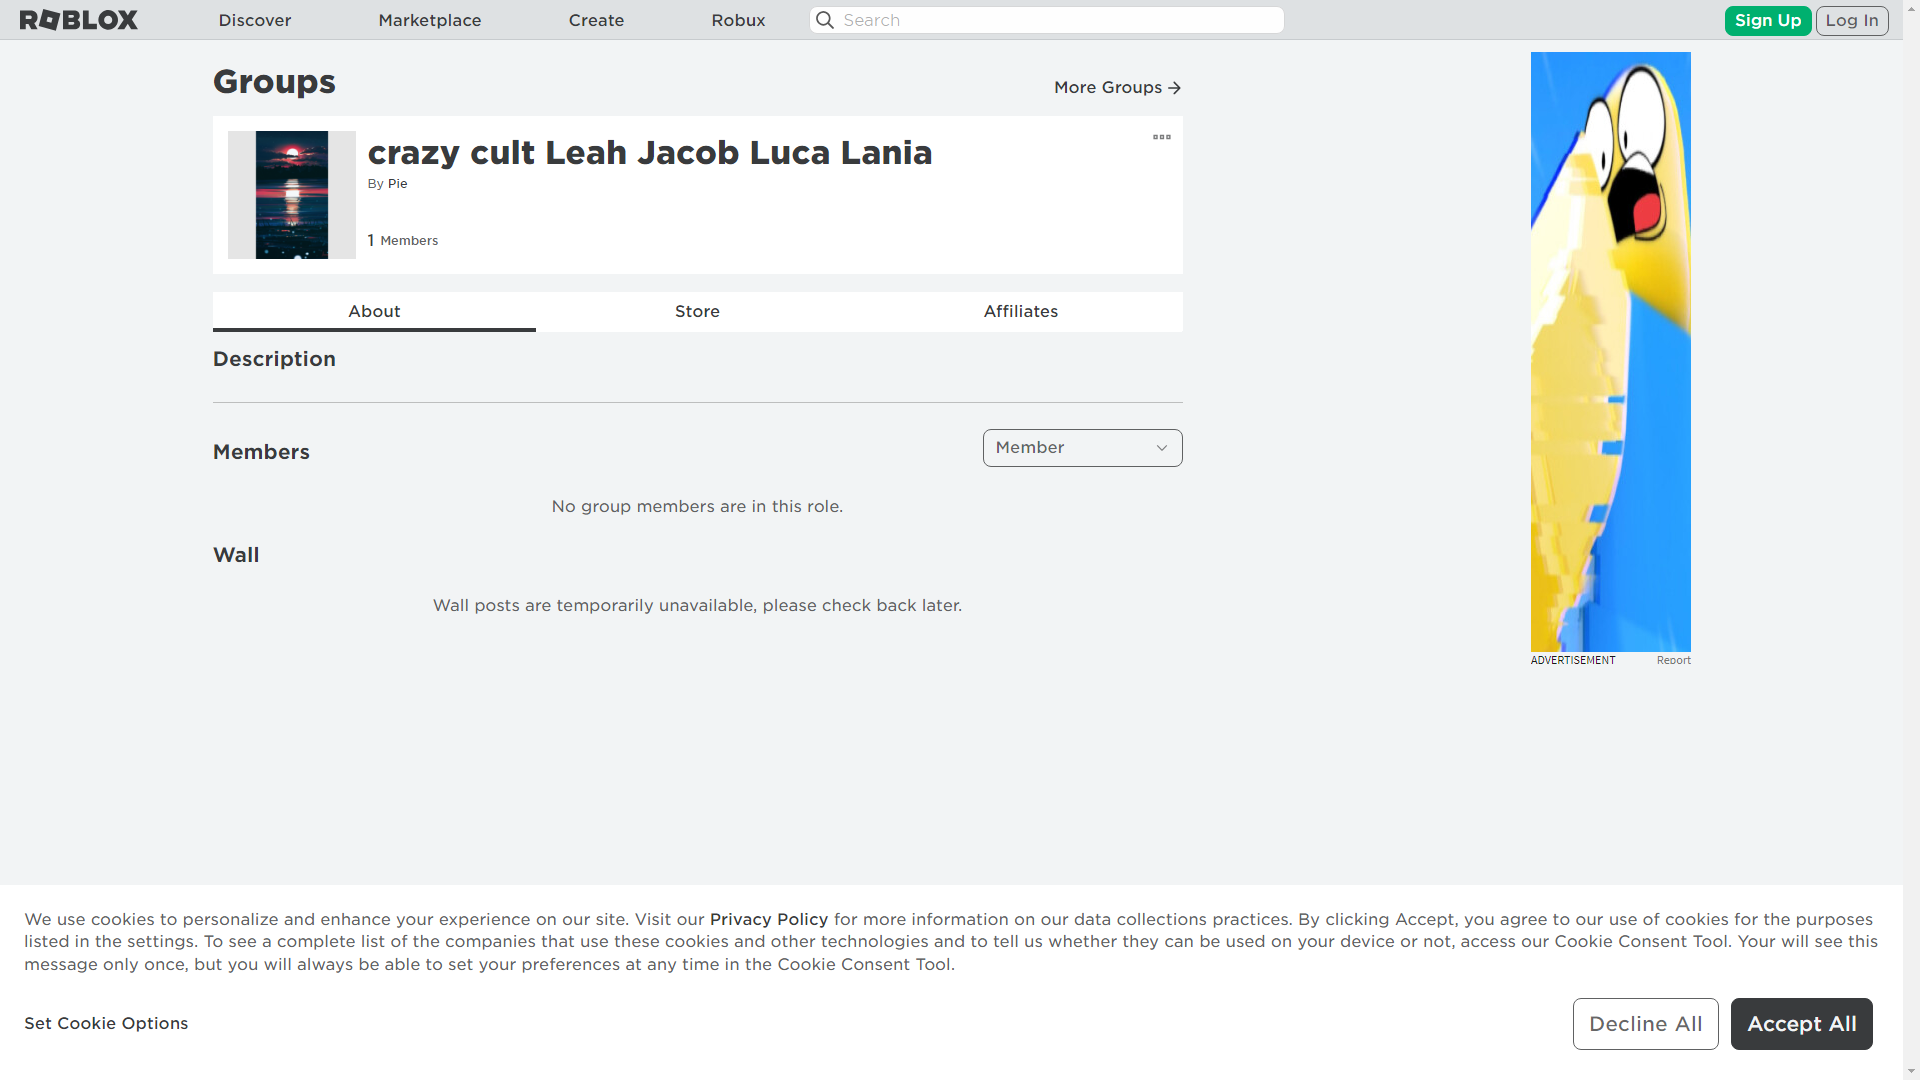 ROBLOX Discover Marketplace Create Robux Search Sign Up Log In
Groups
More Groups
crazy cult Leah Jacob Luca Lania
By Pie
1 Members
About Store Affiliates
Description
Members
Member
No group members are in this role.
Wall
Wall posts are temporarily unavailable, please check back later.
ADVERTISEMENT Report
We use cookies to personalize and enhance your experience on our site. Visit our Privacy Policy for more information on our data collections practices. By clicking Accept, you agree to our use of cookies for the purposes
listed in the settings. To see a complete list of the companies that use these cookies and other technologies and to tell us whether they can be used on your device or not, access our Cookie Consent Tool. Your will see this
message only once, but you will always be able to set your preferences at any time in the Cookie Consent Tool.
Set Cookie Options
Decline All
Accept All